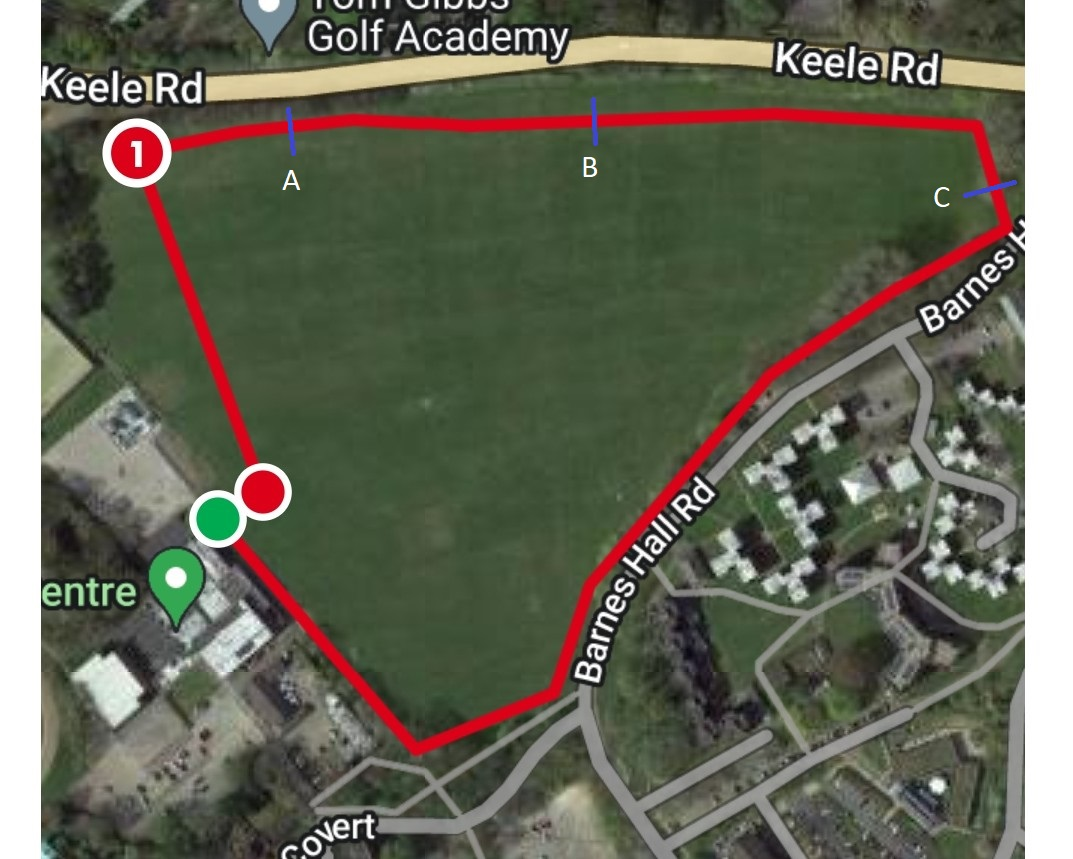 Tom Gibbs
Golf Academy
Keele Rd
Keele Rd
1
A
B
C
Barnes H
Barnes Hall Rd
entre
Covert